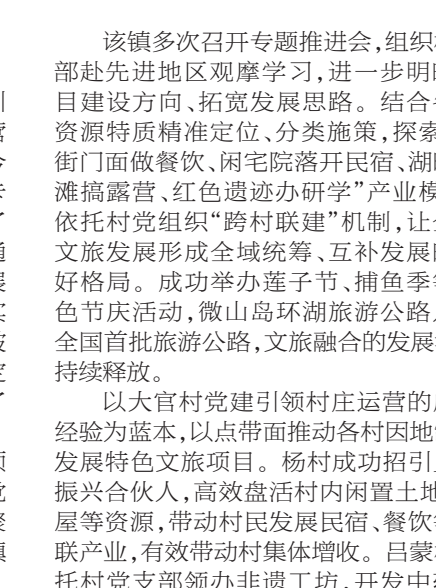 该镇多次召开专题推进会,组织
部赴先进地区观摩学习,进一步明
目建设方向、拓宽发展思路。结合
资源特质精准定位、分类施策,探索
街门面做餐饮、闲宅院落开民宿、湖
滩搞露营、红色遗迹办研学”产业模
依托村党组织“跨村联建”机制,让
文旅发展形成全域统筹、互补发展
好格局。成功举办莲子节、捕鱼季
色节庆活动,微山岛环湖旅游公路
全国首批旅游公路,文旅融合的发展
持续释放。
以大官村党建引领村庄运营的
经验为蓝本,以点带面推动各村因地
发展特色文旅项目。杨村成功招引
振兴合伙人,高效盘活村内闲置土地
屋等资源,带动村民发展民宿、餐饮
联产业,有效带动村集体增收。吕蒙
托村党支部领办非遗工坊,开发中